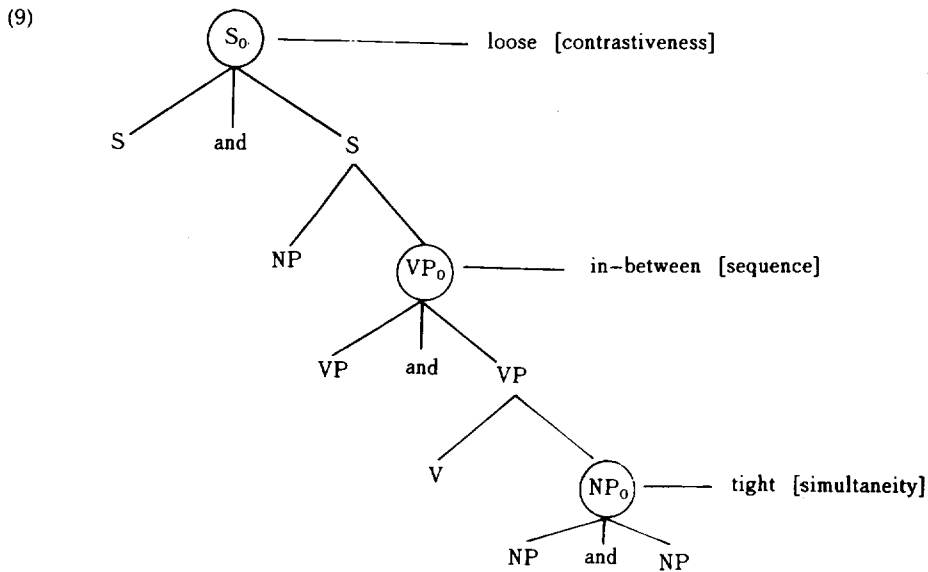 (9)
S₀ loose [contrastiveness]
S and S
NP VP₀ in-between [sequence]
VP and VP
V NP₀ tight [simultaneity]
NP and NP